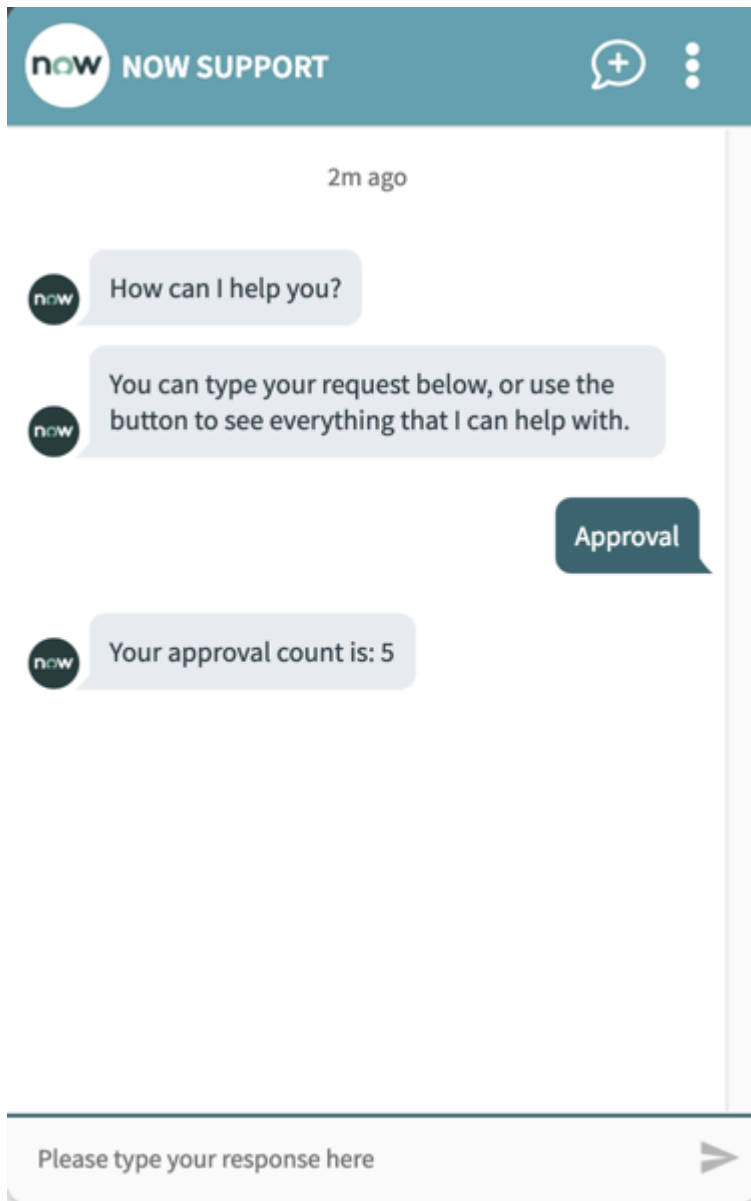 now NOW SUPPORT
2m ago
now
How can I help you?
You can type your request below, or use the
button to see everything that I can help with.
now
Approval
now
Your approval count is: 5
Please type your response here